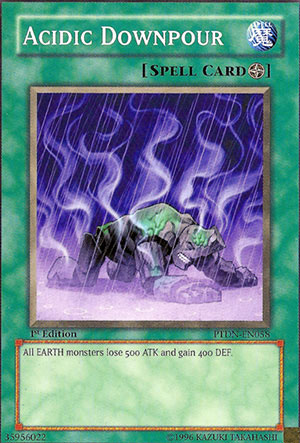 ACIDIC DOWNPOUR
魔
[SPELL CARD]
1st Edition
PTDN-EN058
All EARTH monsters lose 500 ATK and gain 400 DEF.
35956022
©1996 KAZUKI TAKAHASHI